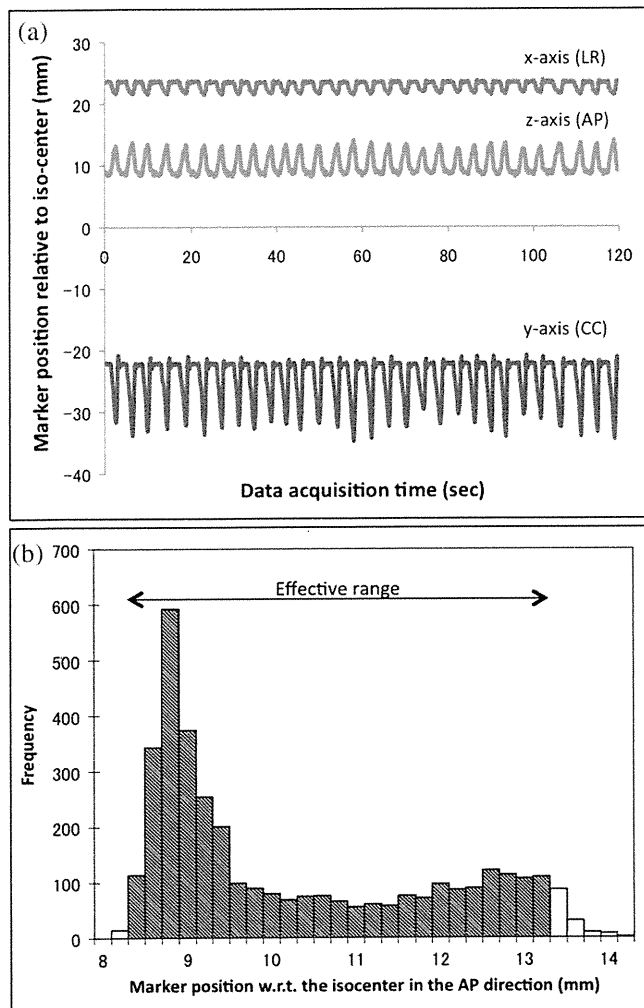 (a)
Marker position relative to iso-center (mm)
30
20
10
0
−10
−20
−30
−40
x-axis (LR)
z-axis (AP)
0 20 40 60 80 100 120
y-axis (CC)
Data acquisition time (sec)
(b)
Frequency
700
600
500
400
300
200
100
0
Effective range
8 9 10 11 12 13 14
Marker position w.r.t. the isocenter in the AP direction (mm)